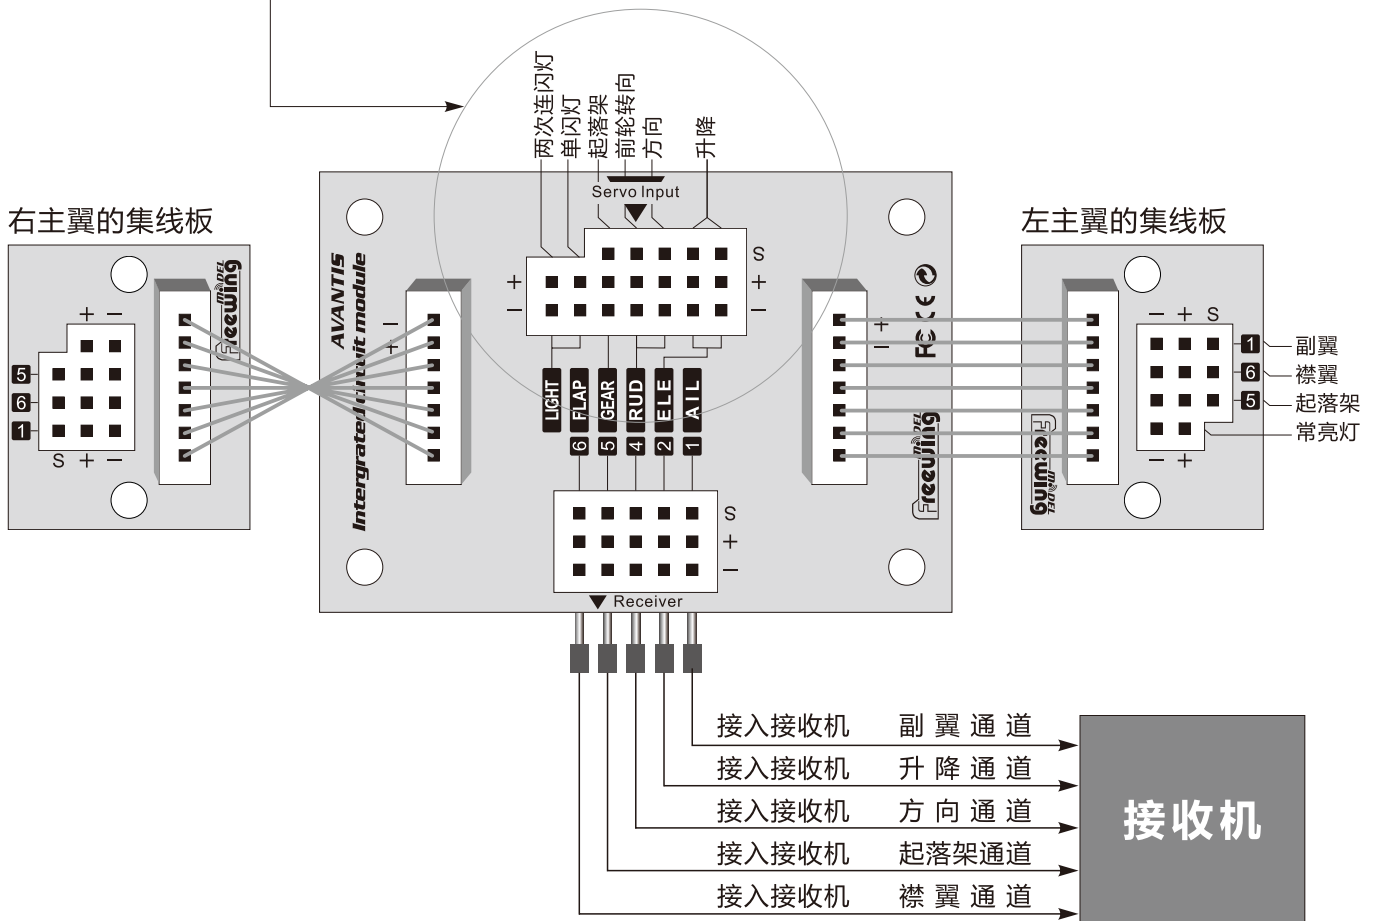 两次连闪灯
单闪灯
起落架
前轮转向
方向
升降
Servo Input
右主翼的集线板
左主翼的集线板
+ −
5
6
1
S + −
Freewing
MODEL
AVANTIS
Intergrated circuit module
− +
+
−
S
+
−
LIGHT
FLAP
GEAR
RUD
ELE
AIL
6
5
4
2
1
S
+
−
Receiver
+ −
FC CE
Freewing
MODEL
− + S
1
6
5
− +
Freewing
MODEL
副翼
襟翼
起落架
常亮灯
接入接收机 副翼通道
接入接收机 升降通道
接入接收机 方向通道
接入接收机 起落架通道
接入接收机 襟翼通道
接收机